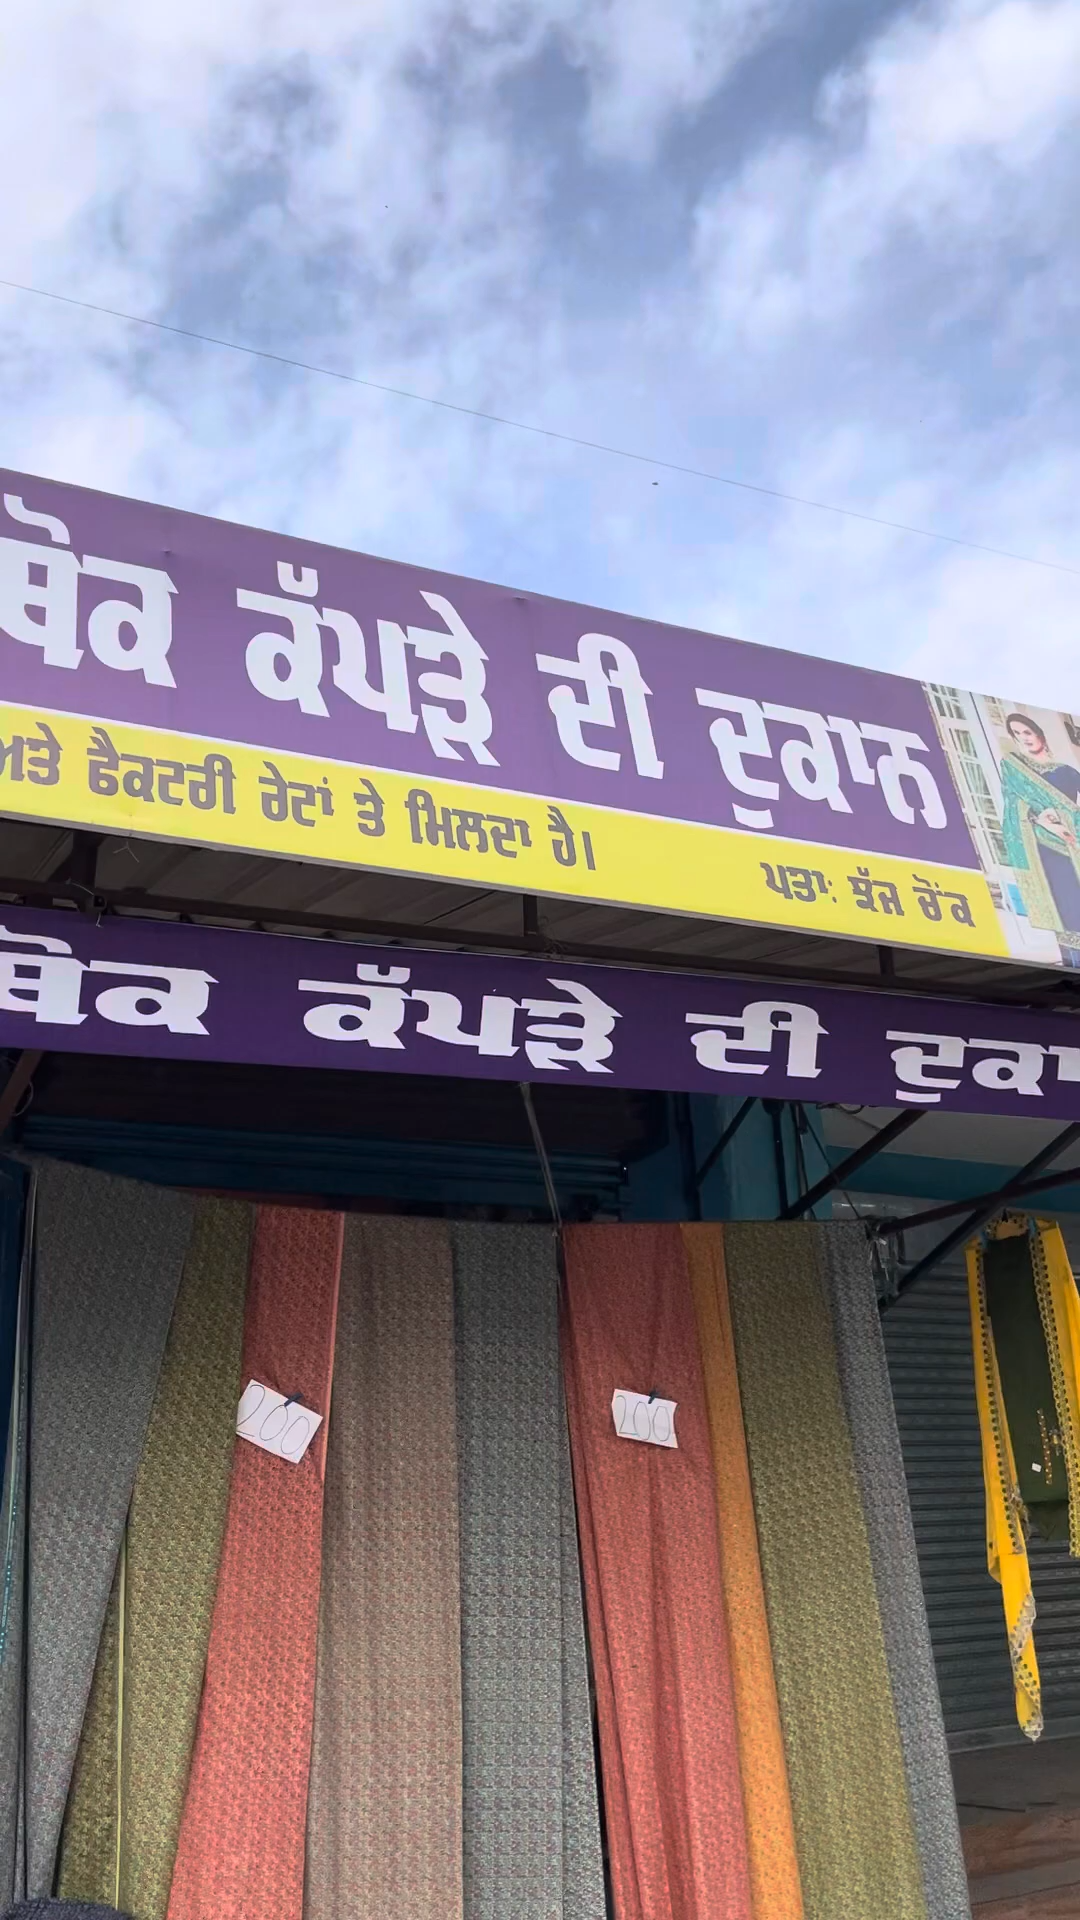 ਥੋਕ ਕੱਪੜੇ ਦੀ ਦੁਕਾਨ
ਅਤੇ ਫੈਕਟਰੀ ਰੇਟਾਂ ਤੇ ਮਿਲਦਾ ਹੈ।
ਪਤਾ: ਝੱਜ ਚੌਂਕ
ਥੋਕ ਕੱਪੜੇ ਦੀ ਦੁਕਾ
200
200